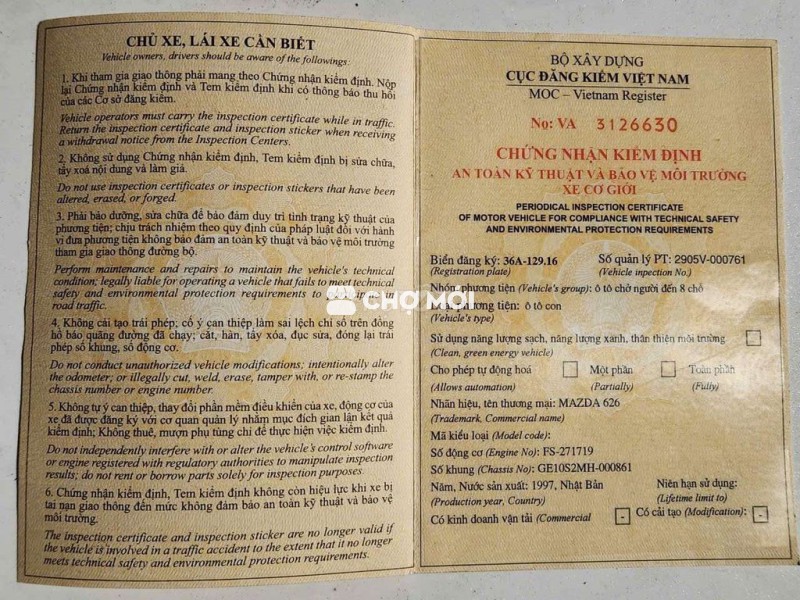 CHỦ XE, LÁI XE CẦN BIẾT
Vehicle owners, drivers should be aware of the followings:
1. Khi tham gia giao thông phải mang theo Chứng nhận kiểm định. Nộp
lại Chứng nhận kiểm định và Tem kiểm định khi có thông báo thu hồi
của các Cơ sở đăng kiểm.
Vehicle operators must carry the inspection certificate while in traffic.
Return the inspection certificate and inspection sticker when receiving
a withdrawal notice from the Inspection Centers.
2. Không sử dụng Chứng nhận kiểm định, Tem kiểm định bị sửa chữa,
tẩy xoá nội dung và làm giả.
Do not use inspection certificates or inspection stickers that have been
altered, erased, or forged.
3. Phải bảo dưỡng, sửa chữa để bảo đảm duy trì tình trạng kỹ thuật của
phương tiện; chịu trách nhiệm theo quy định của pháp luật đối với hành
vi đưa phương tiện không bảo đảm an toàn kỹ thuật và bảo vệ môi trường
tham gia giao thông đường bộ.
Perform maintenance and repairs to maintain the vehicle's technical
condition; legally liable for operating a vehicle that fails to meet technical
safety and environmental protection requirements to participate in
road traffic.
4. Không cải tạo trái phép; cố ý can thiệp làm sai lệch chỉ số trên đồng
hồ báo quãng đường đã chạy; cắt, hàn, tẩy xóa, đục sửa, đóng lại trái
phép số khung, số động cơ.
Do not conduct unauthorized vehicle modifications; intentionally alter
the odometer; or illegally cut, weld, erase, tamper with, or re-stamp the
chassis number or engine number.
5. Không tự ý can thiệp, thay đổi phần mềm điều khiển của xe, động cơ của
xe đã được đăng ký với cơ quan quản lý nhằm mục đích gian lận kết quả
kiểm định; Không thuê, mượn phụ tùng chỉ để thực hiện việc kiểm định.
Do not independently interfere with or alter the vehicle's control software
or engine registered with regulatory authorities to manipulate inspection
results; do not rent or borrow parts solely for inspection purposes.
6. Chứng nhận kiểm định, Tem kiểm định không còn hiệu lực khi xe bị
tai nạn giao thông đến mức không đảm bảo an toàn kỹ thuật và bảo vệ
môi trường.
The inspection certificate and inspection sticker are no longer valid if
the vehicle is involved in a traffic accident to the extent that it no longer
meets technical safety and environmental protection requirements.
BỘ XÂY DỰNG
CỤC ĐĂNG KIỂM VIỆT NAM
MOC – Vietnam Register
No: VA 3126630
CHỨNG NHẬN KIỂM ĐỊNH
AN TOÀN KỸ THUẬT VÀ BẢO VỆ MÔI TRƯỜNG
XE CƠ GIỚI
PERIODICAL INSPECTION CERTIFICATE
OF MOTOR VEHICLE FOR COMPLIANCE WITH TECHNICAL SAFETY
AND ENVIRONMENTAL PROTECTION REQUIREMENTS
Biển đăng ký: 36A-129.16 Số quản lý PT: 2905V-000761
(Registration plate) (Vehicle inpection No.)
Nhóm phương tiện (Vehicle's group): ô tô chở người đến 8 chỗ
phương tiện: ô tô con
(Vehicle's type)
Sử dụng năng lượng sạch, năng lượng xanh, thân thiện môi trường
(Clean, green energy vehicle)
Cho phép tự động hoá Một phần Toàn phần
(Allows automation) (Partially) (Fully)
Nhãn hiệu, tên thương mại: MAZDA 626
(Trademark, Commercial name)
Mã kiểu loại (Model code):
Số động cơ (Engine No): FS-271719
Số khung (Chassis No): GE10S2MH-000861
Năm, Nước sản xuất: 1997, Nhật Bản Niên hạn sử dụng:
(Production year, Country) (Lifetime limit to)
Có kinh doanh vận tải (Commercial - Có cải tạo (Modification): -
CHỢ MỚI